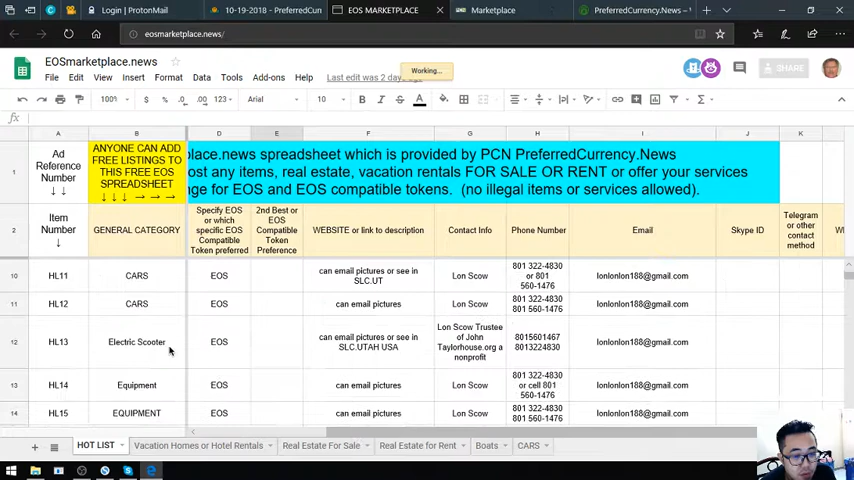 Login | ProtonMail
10-19-2018 - PreferredCurr
EOS MARKETPLACE
Marketplace
PreferredCurrency.News – V
eosmarketplace.news/
EOSmarketplace.news
File Edit View Insert Format Data Tools Add-ons Help Last edit was 2 days
Working...
SHARE
100% $ % .0 .00 123 Arial 10 B I S A
fx
A B D E F G H I J K
1
Ad Reference Number ↓ ↓
ANYONE CAN ADD FREE LISTINGS TO THIS FREE EOS SPREADSHEET ↓ ↓ ↓ → → →
place.news spreadsheet which is provided by PCN PreferredCurrency.News
ost any items, real estate, vacation rentals FOR SALE OR RENT or offer your services
nge for EOS and EOS compatible tokens. (no illegal items or services allowed).
2
Item Number ↓
GENERAL CATEGORY
Specify EOS or which specific EOS Compatible Token preferred
2nd Best or EOS Compatible Token Preference
WEBSITE or link to description
Contact Info
Phone Number
Email
Skype ID
Telegram or other contact method
10 HL11 CARS EOS can email pictures or see in SLC.UT Lon Scow 801 322-4830 or 801 560-1476 lonlonlon188@gmail.com
11 HL12 CARS EOS can email pictures Lon Scow 801 322-4830 801 560-1476 lonlonlon188@gmail.com
12 HL13 Electric Scooter EOS can email pictures or see in SLC.UTAH USA Lon Scow Trustee of John Taylorhouse.org a nonprofit 8015601467 8013224830 lonlonlon188@gmail.com
13 HL14 Equipment EOS can email pictures Lon Scow 801 322-4830 or cell 801 560-1476 lonlonlon188@gmail.com
14 HL15 EQUIPMENT EOS can email pictures Lon Scow 801 322-4830 801 560-1476 lonlonlon188@gmail.com
HOT LIST Vacation Homes or Hotel Rentals Real Estate For Sale Real Estate for Rent Boats CARS